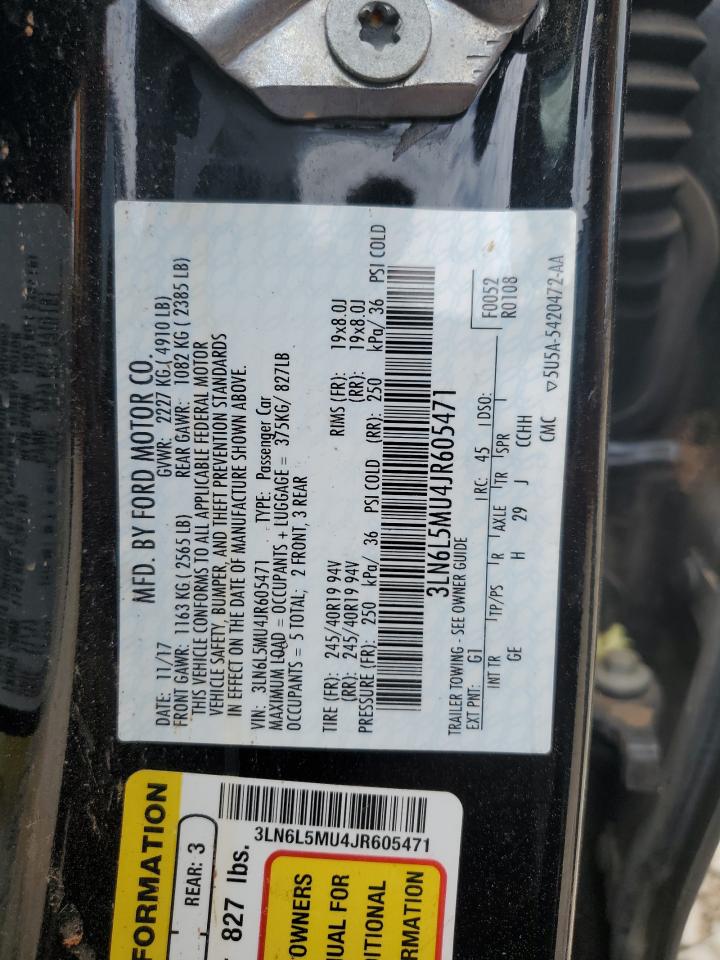 MFD. BY FORD MOTOR CO.
DATE: 11/17 GVWR: 2227 KG ( 4910 LB)
FRONT GAWR: 1163 KG ( 2565 LB) REAR GAWR: 1082 KG ( 2385 LB)
THIS VEHICLE CONFORMS TO ALL APPLICABLE FEDERAL MOTOR
VEHICLE SAFETY, BUMPER, AND THEFT PREVENTION STANDARDS
IN EFFECT ON THE DATE OF MANUFACTURE SHOWN ABOVE.
VIN: 3LN6L5MU4JR605471 TYPE: Passenger Car
MAXIMUM LOAD = OCCUPANTS + LUGGAGE = 375KG/ 827LB
OCCUPANTS = 5 TOTAL; 2 FRONT, 3 REAR
TIRE (FR): 245/40R19 94V RIMS (FR): 19x8.0J
(RR): 245/40R19 94V (RR): 19x8.0J
PRESSURE (FR): 250 kPa/ 36 PSI COLD (RR): 250 kPa/ 36 PSI COLD
3LN6L5MU4JR605471
TRAILER TOWING - SEE OWNER GUIDE F0052
R0108
EXT PNT: G1 RC: 45 DSO:
INT TR TP/PS R AXLE TR SPR
GE H 29 J CCHH
CMC ▽5U5A-5420472-AA
3LN6L5MU4JR605471
FORMATION
REAR: 3
827 lbs.
OWNERS
UAL FOR
DITIONAL
RMATION